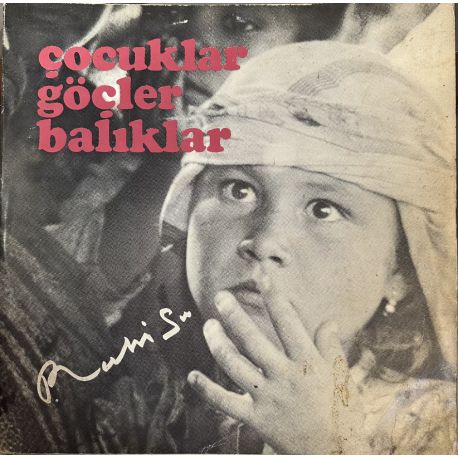 çocuklar
göçler
balıklar
Ruhi Su